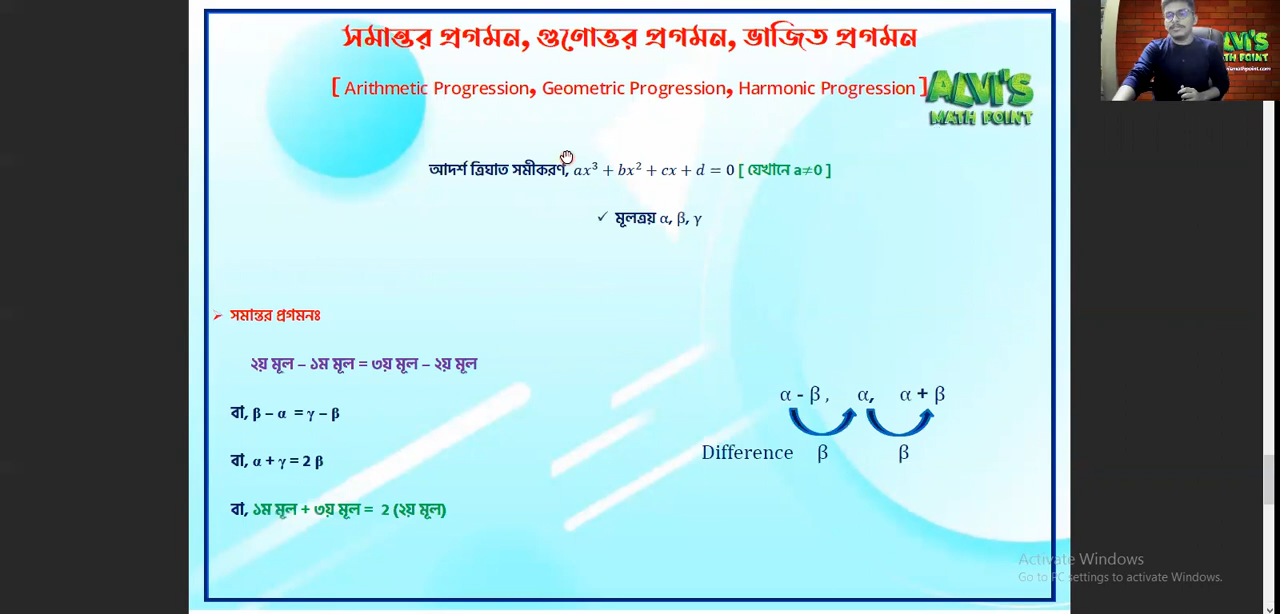 সমান্তর প্রগমন, গুণোত্তর প্রগমন, ভাজিত প্রগমন
[ Arithmetic Progression, Geometric Progression, Harmonic Progression ]
ALVI'S
MATH POINT
আদর্শ ত্রিঘাত সমীকরণ, ax³ + bx² + cx + d = 0 [ যেখানে a≠0 ]
✓ মূলত্রয় α, β, γ
➢ সমান্তর প্রগমনঃ
২য় মূল – ১ম মূল = ৩য় মূল – ২য় মূল
বা, β – α = γ – β
বা, α + γ = 2 β
বা, ১ম মূল + ৩য় মূল = 2 (২য় মূল)
α - β , α, α + β
Difference β β
Activate Windows
Go to PC settings to activate Windows.